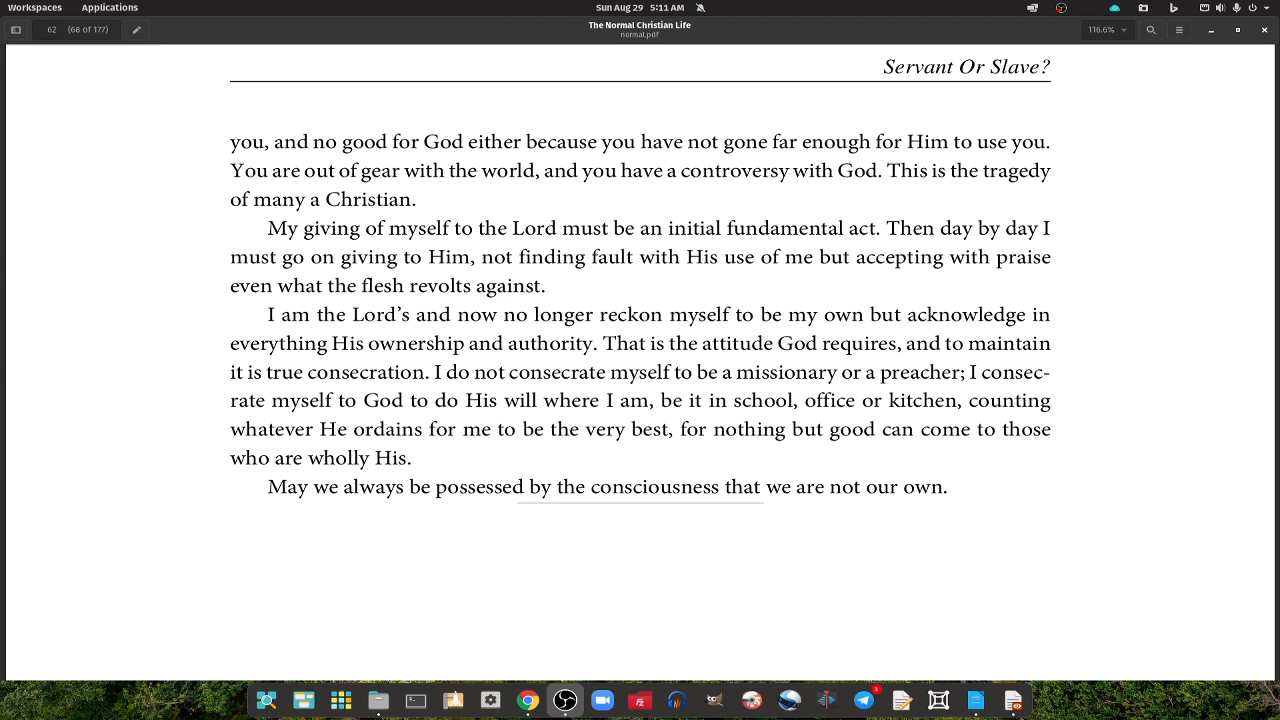 Workspaces Applications Sun Aug 29 5:11 AM
The Normal Christian Life
normal.pdf
62 (68 of 177) 116.6%
Servant Or Slave?
you, and no good for God either because you have not gone far enough for Him to use you.
You are out of gear with the world, and you have a controversy with God. This is the tragedy
of many a Christian.
My giving of myself to the Lord must be an initial fundamental act. Then day by day I
must go on giving to Him, not finding fault with His use of me but accepting with praise
even what the flesh revolts against.
I am the Lord’s and now no longer reckon myself to be my own but acknowledge in
everything His ownership and authority. That is the attitude God requires, and to maintain
it is true consecration. I do not consecrate myself to be a missionary or a preacher; I consec-
rate myself to God to do His will where I am, be it in school, office or kitchen, counting
whatever He ordains for me to be the very best, for nothing but good can come to those
who are wholly His.
May we always be possessed by the consciousness that we are not our own.